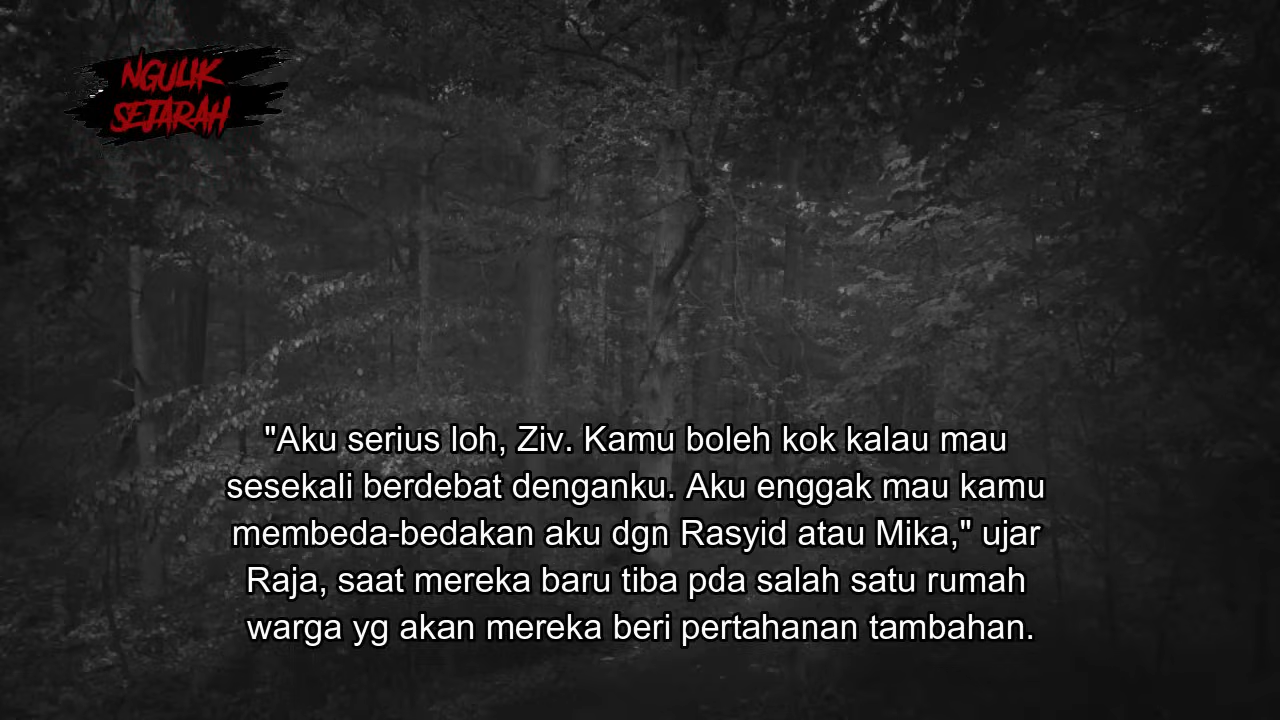 NGULIK
SEJARAH
"Aku serius loh, Ziv. Kamu boleh kok kalau mau
sesekali berdebat denganku. Aku enggak mau kamu
membeda-bedakan aku dgn Rasyid atau Mika," ujar
Raja, saat mereka baru tiba pda salah satu rumah
warga yg akan mereka beri pertahanan tambahan.